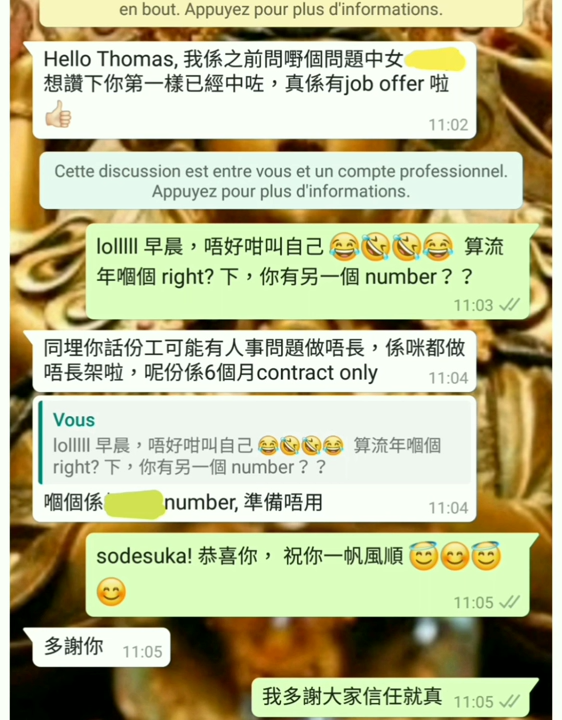 en bout. Appuyez pour plus d'informations.
Hello Thomas, 我係之前問嘢個問題中女
想讚下你第一樣已經中咗，真係有job offer 啦
👍🏻
11:02
Cette discussion est entre vous et un compte professionnel.
Appuyez pour plus d'informations.
lolllll 早晨，唔好咁叫自己 😂🤣🤣😂 算流
年嗰個 right? 下，你有另一個 number？？
11:03
同埋你話份工可能有人事問題做唔長，係咪都做
唔長架啦，呢份係6個月contract only
11:04
Vous
lolllll 早晨，唔好咁叫自己 😂🤣🤣😂 算流年嗰個
right? 下，你有另一個 number？？
嗰個係 number, 準備唔用
11:04
sodesuka! 恭喜你， 祝你一帆風順 😇😊😇
😊
11:05
多謝你 11:05
我多謝大家信任就真 11:05